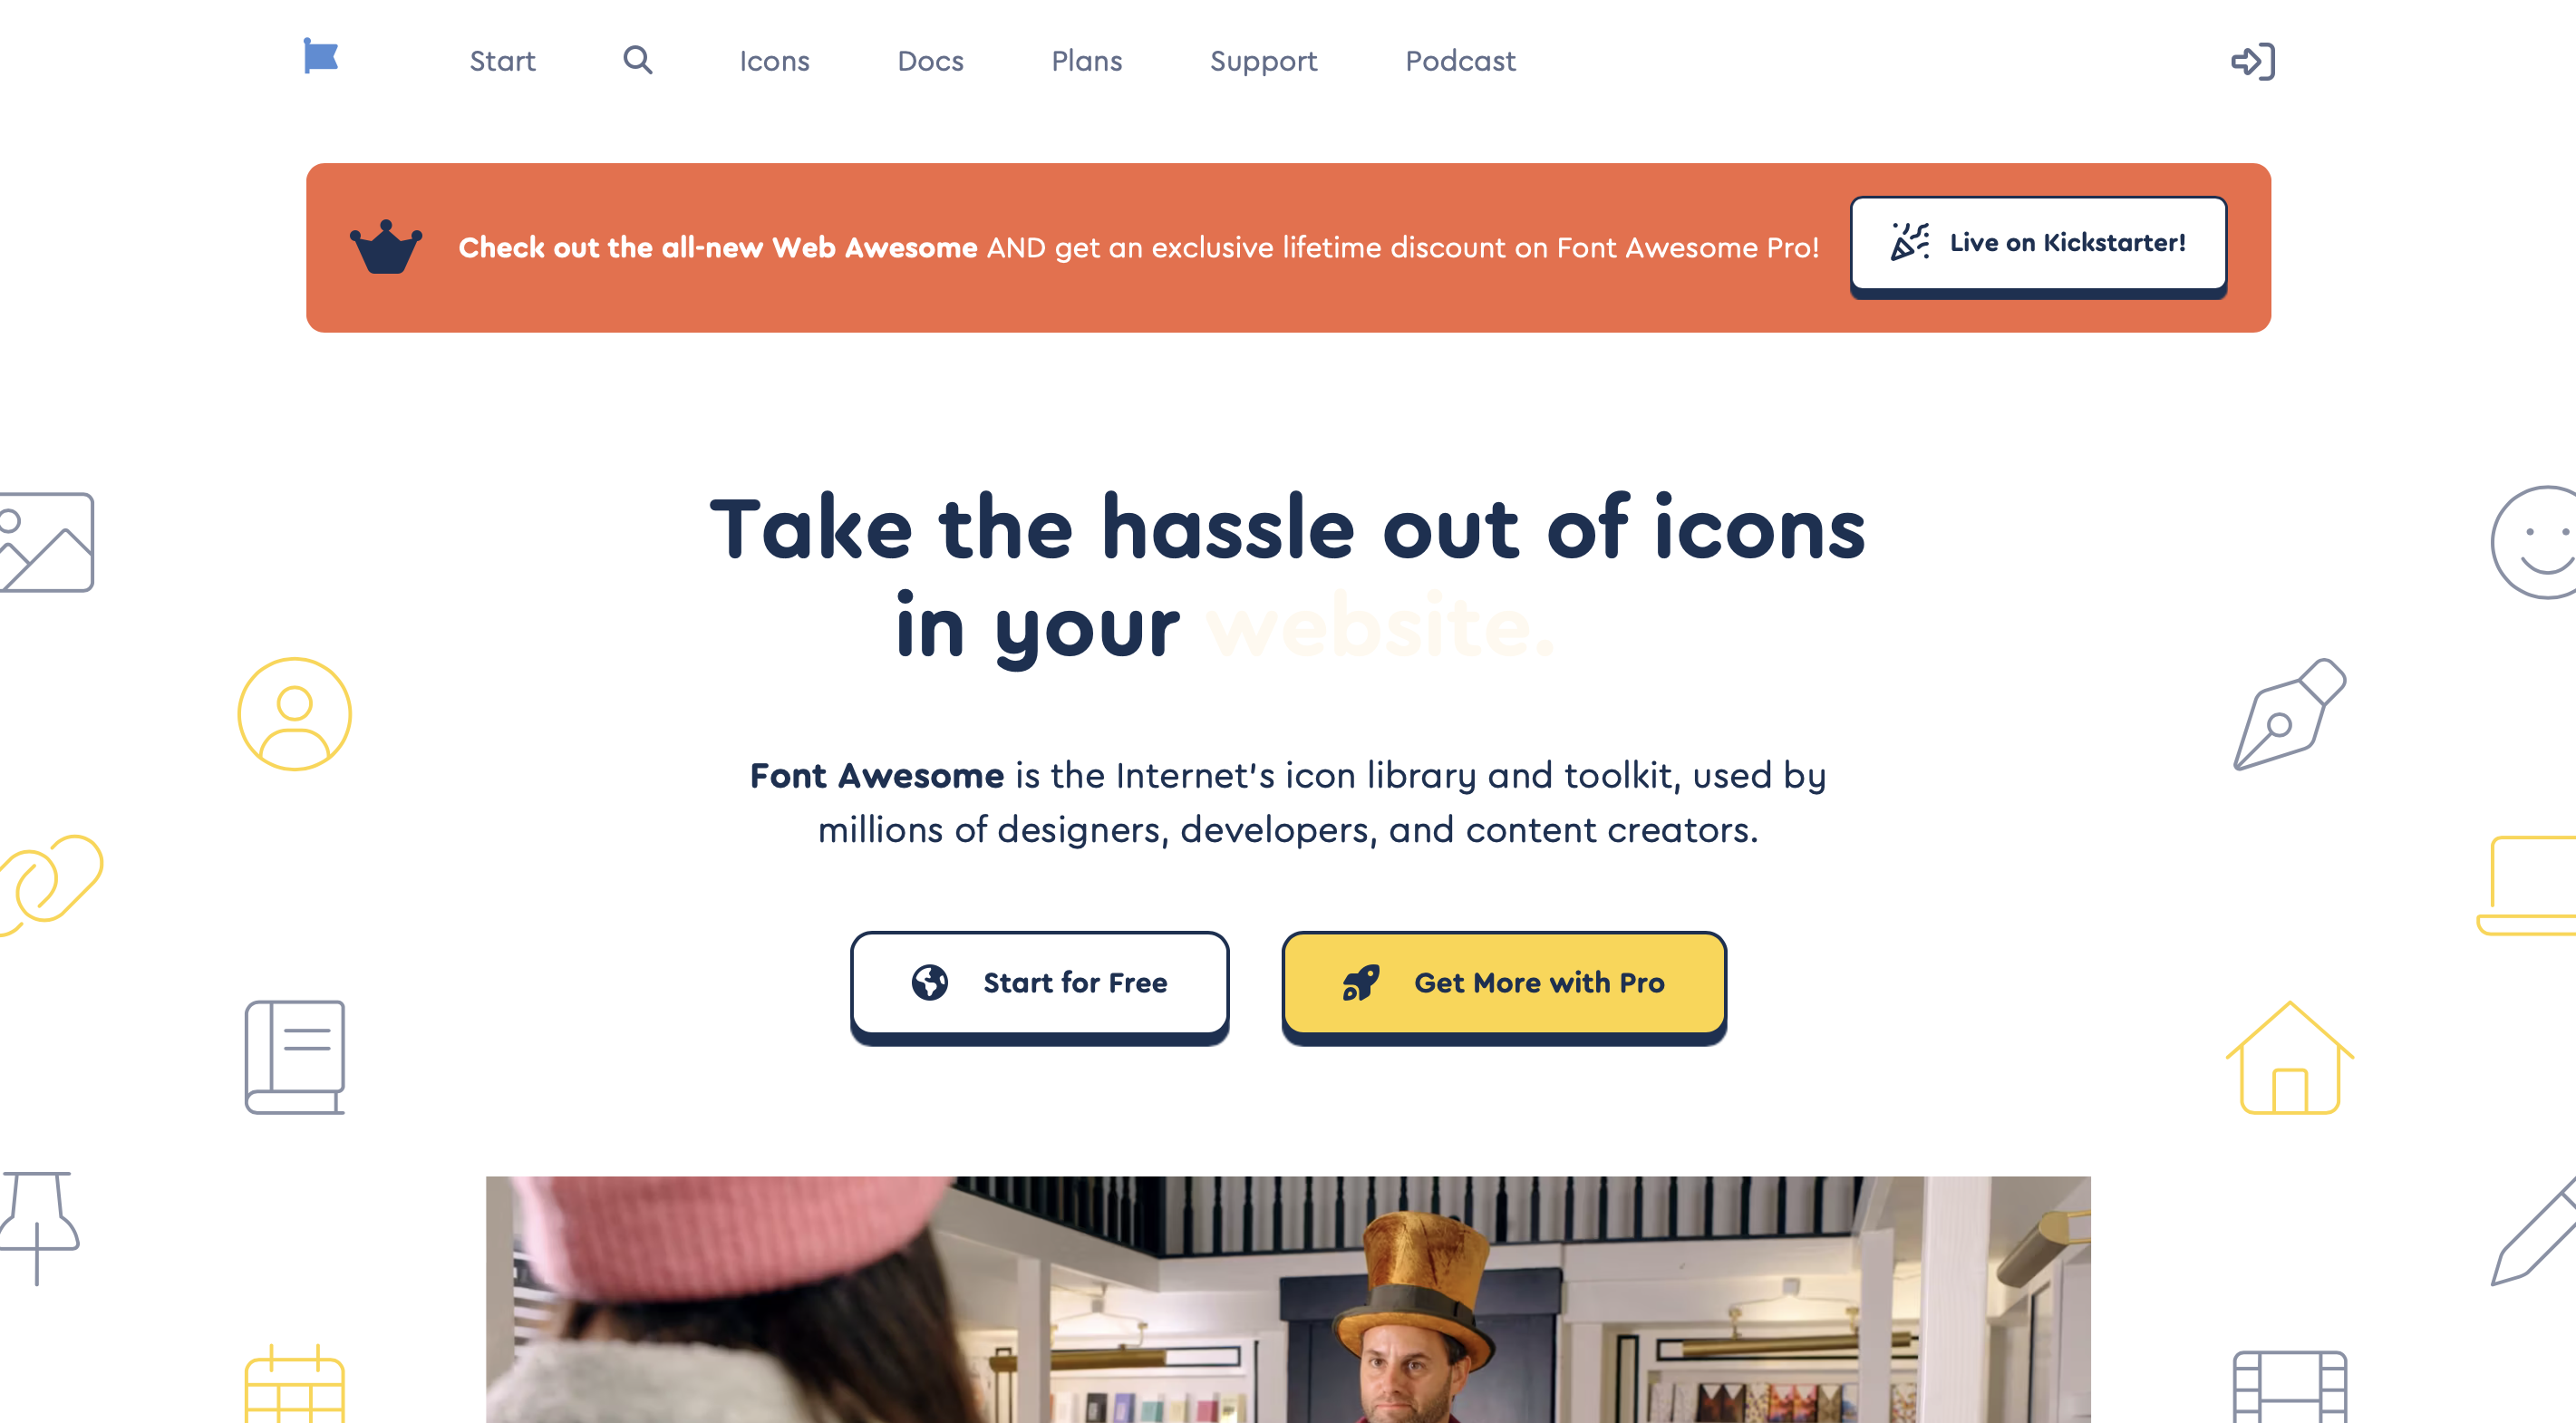 Start
Icons
Docs
Plans
Support
Podcast
Check out the all-new Web Awesome AND get an exclusive lifetime discount on Font Awesome Pro!
Live on Kickstarter!
Take the hassle out of icons
in your website.
Font Awesome is the Internet's icon library and toolkit, used by
millions of designers, developers, and content creators.
Start for Free
Get More with Pro